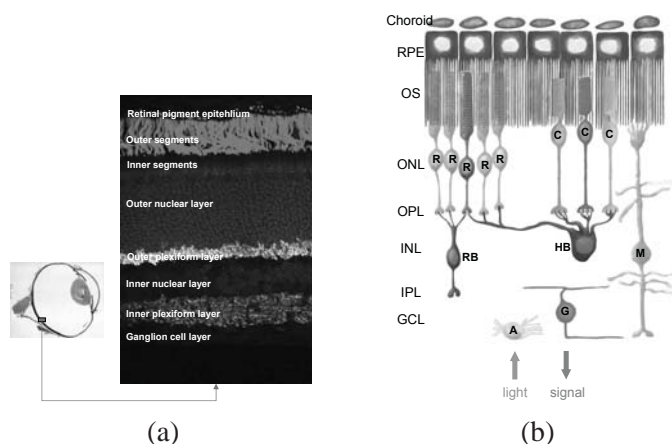 Retinal pigment epitehlium
Outer segments
Inner segments
Outer nuclear layer
Outer plexiform layer
Inner nuclear layer
Inner plexiform layer
Ganglion cell layer
(a)
Choroid
RPE
OS
ONL
OPL
INL
IPL
GCL
C C C
R R R R R
RB
HB
M
G
A
light
signal
(b)